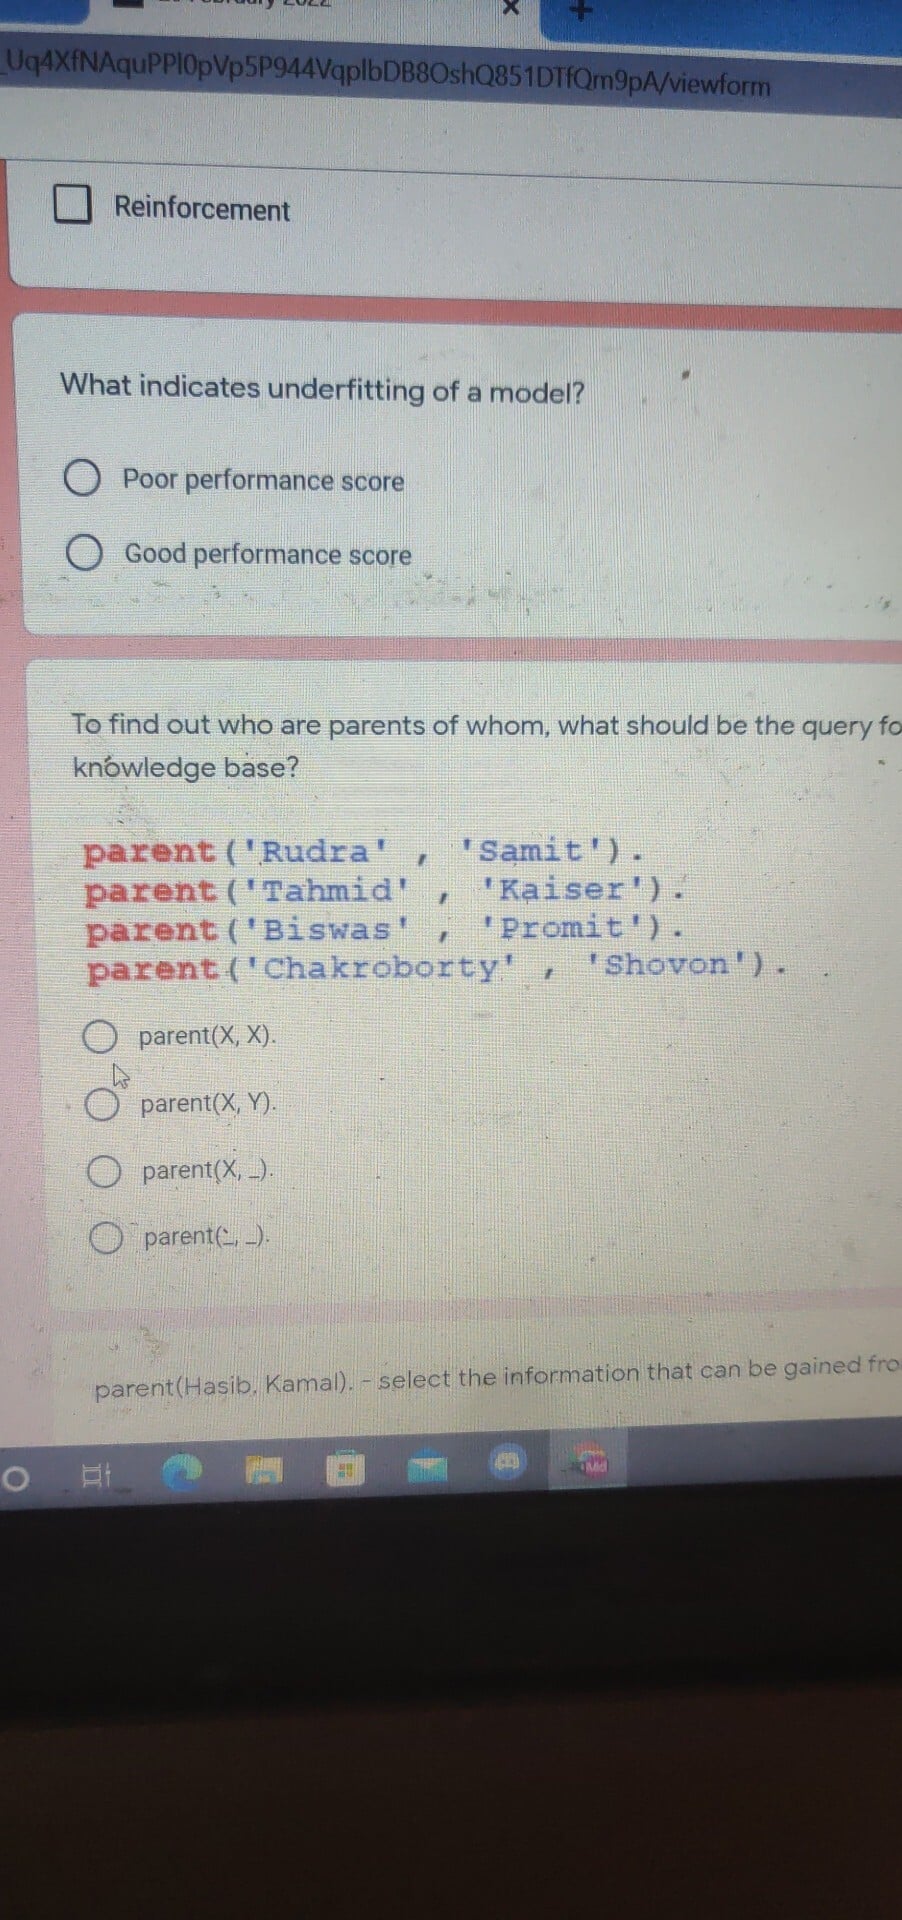 Uq4XfNAquPPl0pVp5P944VqplbDB8OshQ851DTfQm9pA/viewform
Reinforcement
What indicates underfitting of a model?
Poor performance score
Good performance score
To find out who are parents of whom, what should be the query fo
knowledge base?
parent('Rudra' , 'Samit').
parent('Tahmid' , 'Kaiser').
parent('Biswas' , 'Promit').
parent('Chakroborty' , 'Shovon').
parent(X, X).
parent(X, Y).
parent(X, _).
parent(_, _).
parent(Hasib, Kamal). - select the information that can be gained fro